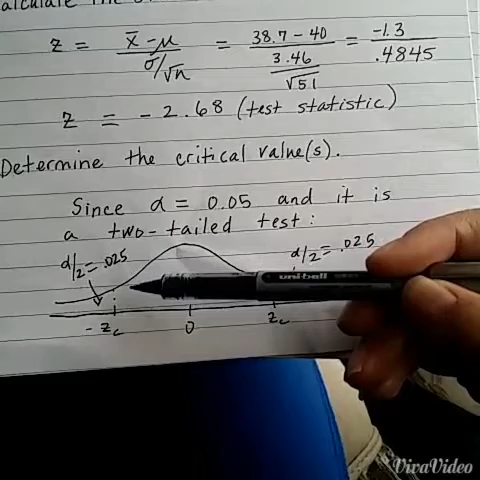 alculate the
z = x̄ - μ / σ/√n = 38.7 - 40 / 3.46/√51 = -1.3 / .4845
z = - 2.68 (test statistic)
Determine the critical value(s).
Since α = 0.05 and it is
a two-tailed test:
α/2 = .025
α/2 = .025
uni-ball
- Zc
0
Zc
VivaVideo